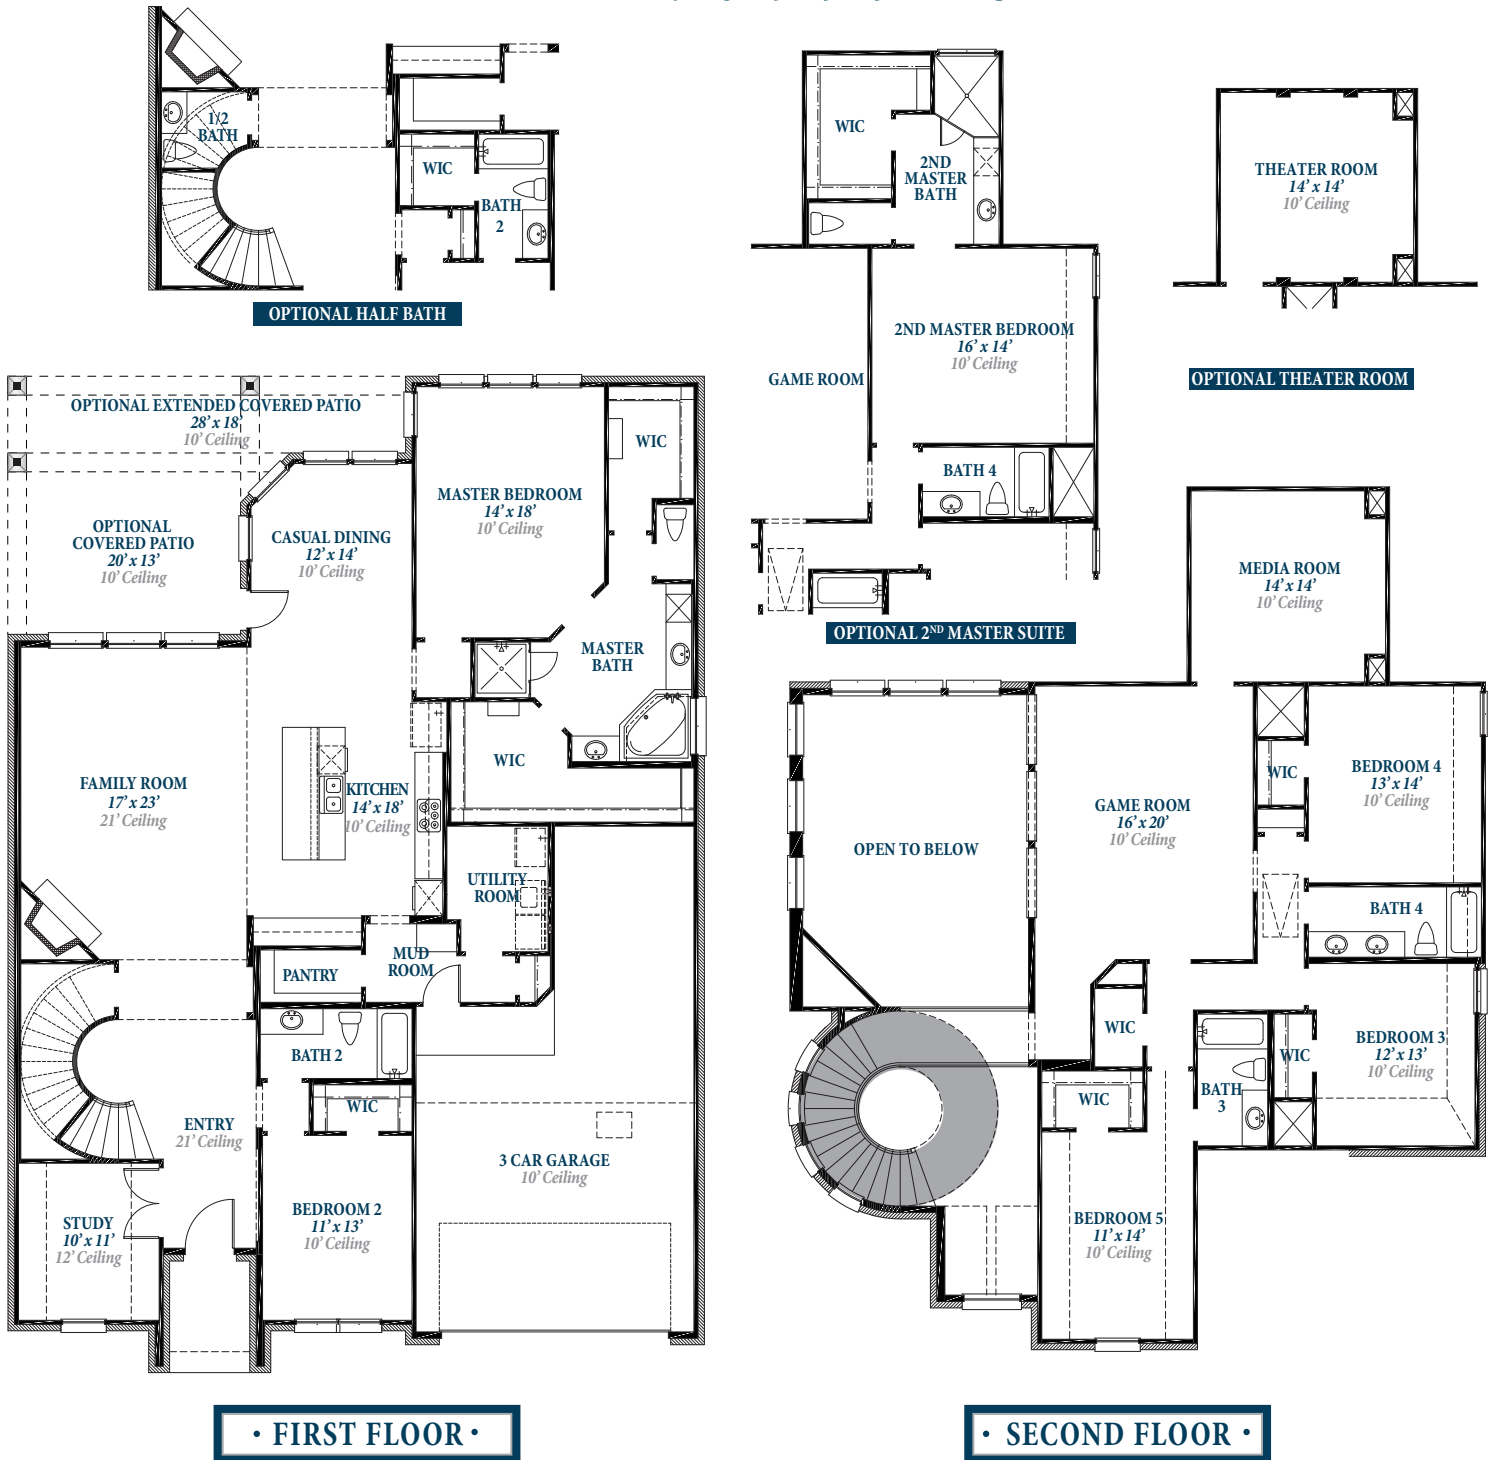 1/2
BATH
WIC
BATH
2
OPTIONAL HALF BATH
WIC
2ND
MASTER
BATH
2ND MASTER BEDROOM
16’ x 14’
10’ Ceiling
GAME ROOM
BATH 4
OPTIONAL 2ND MASTER SUITE
THEATER ROOM
14’ x 14’
10’ Ceiling
OPTIONAL THEATER ROOM
OPTIONAL EXTENDED COVERED PATIO
28’ x 18’
10’ Ceiling
OPTIONAL
COVERED PATIO
20’ x 13’
10’ Ceiling
CASUAL DINING
12’ x 14’
10’ Ceiling
MASTER BEDROOM
14’ x 18’
10’ Ceiling
WIC
MASTER
BATH
WIC
FAMILY ROOM
17’ x 23’
21’ Ceiling
KITCHEN
14’ x 18’
10’ Ceiling
UTILITY
ROOM
MUD
ROOM
PANTRY
BATH 2
WIC
ENTRY
21’ Ceiling
3 CAR GARAGE
10’ Ceiling
STUDY
10’ x 11’
12’ Ceiling
BEDROOM 2
11’ x 13’
10’ Ceiling
• FIRST FLOOR •
MEDIA ROOM
14’ x 14’
10’ Ceiling
OPEN TO BELOW
GAME ROOM
16’ x 20’
10’ Ceiling
WIC
BEDROOM 4
13’ x 14’
10’ Ceiling
BATH 4
WIC
WIC
BEDROOM 3
12’ x 13’
10’ Ceiling
WIC
BATH
3
BEDROOM 5
11’ x 14’
10’ Ceiling
• SECOND FLOOR •